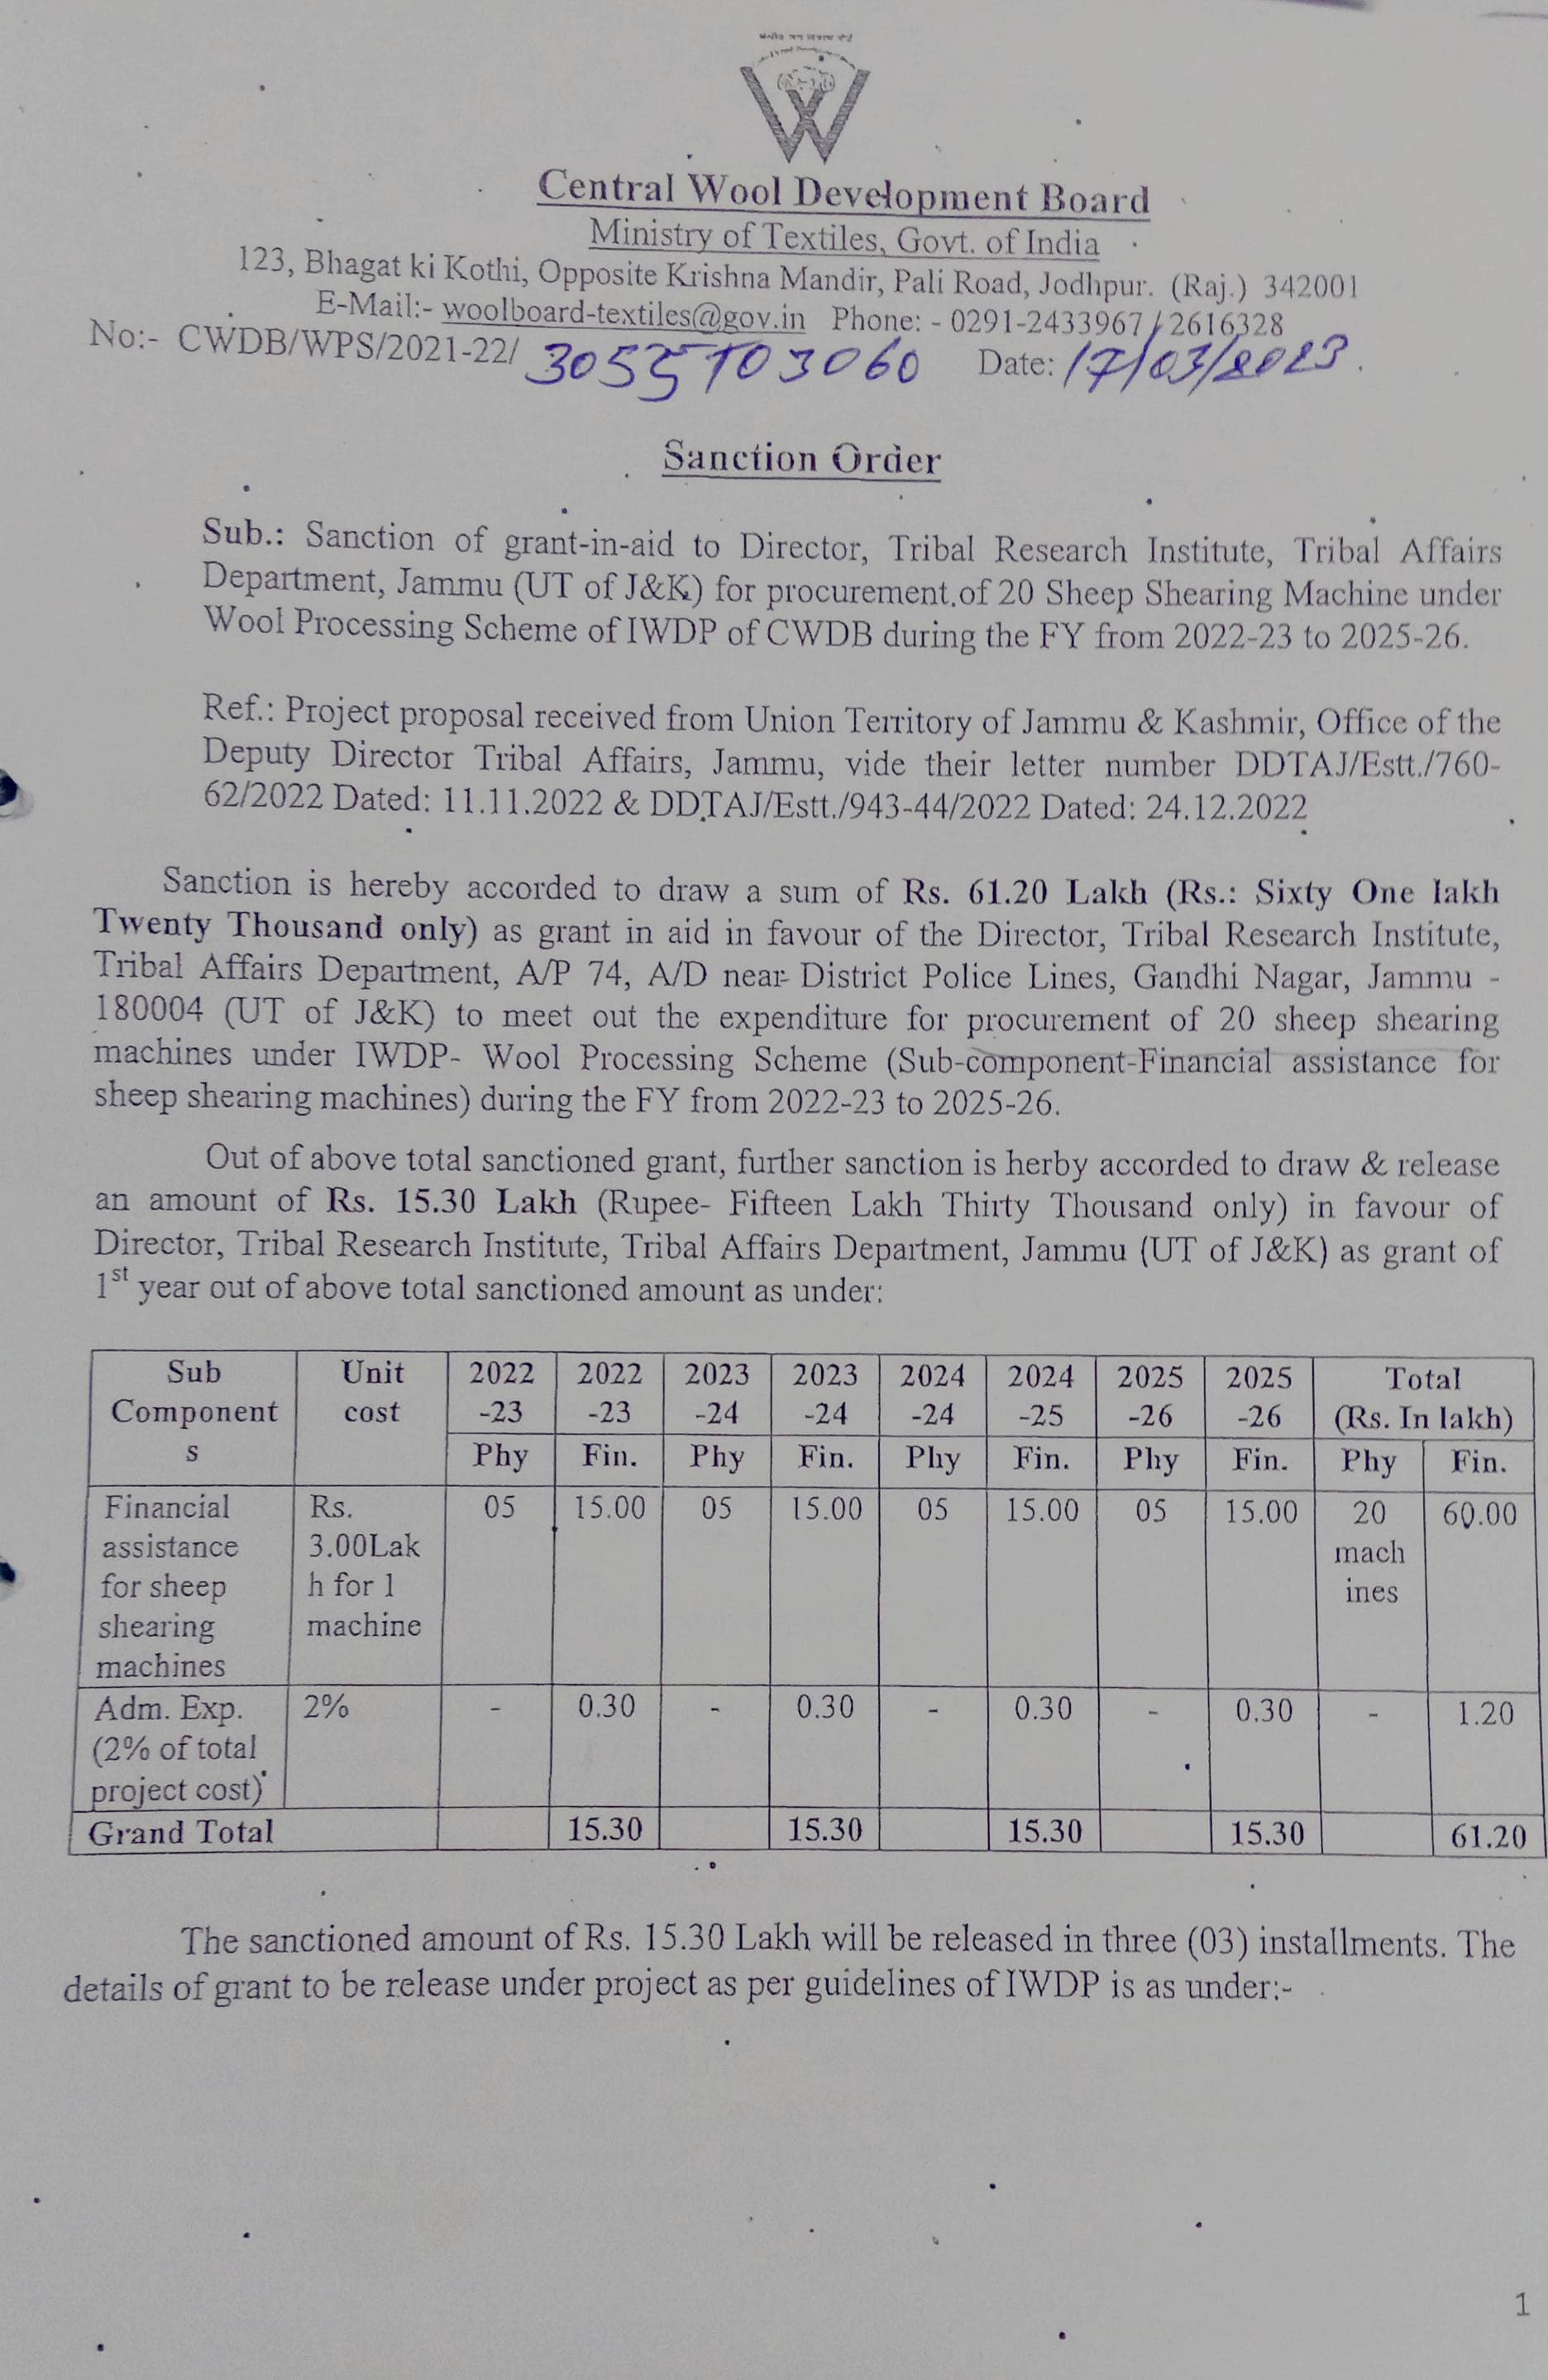 Central Wool Development Board
Ministry of Textiles, Govt. of India
123, Bhagat ki Kothi, Opposite Krishna Mandir, Pali Road, Jodhpur. (Raj.) 342001
E-Mail:- woolboard-textiles@gov.in Phone: - 0291-2433967 / 2616328
No:- CWDB/WPS/2021-22/ 3055 TO 3060 Date: 17/03/2023.
Sanction Order
Sub.: Sanction of grant-in-aid to Director, Tribal Research Institute, Tribal Affairs
Department, Jammu (UT of J&K) for procurement of 20 Sheep Shearing Machine under
Wool Processing Scheme of IWDP of CWDB during the FY from 2022-23 to 2025-26.
Ref.: Project proposal received from Union Territory of Jammu & Kashmir, Office of the
Deputy Director Tribal Affairs, Jammu, vide their letter number DDTAJ/Estt./760-
62/2022 Dated: 11.11.2022 & DDTAJ/Estt./943-44/2022 Dated: 24.12.2022
Sanction is hereby accorded to draw a sum of Rs. 61.20 Lakh (Rs.: Sixty One lakh
Twenty Thousand only) as grant in aid in favour of the Director, Tribal Research Institute,
Tribal Affairs Department, A/P 74, A/D near District Police Lines, Gandhi Nagar, Jammu -
180004 (UT of J&K) to meet out the expenditure for procurement of 20 sheep shearing
machines under IWDP- Wool Processing Scheme (Sub-component-Financial assistance for
sheep shearing machines) during the FY from 2022-23 to 2025-26.
Out of above total sanctioned grant, further sanction is herby accorded to draw & release
an amount of Rs. 15.30 Lakh (Rupee- Fifteen Lakh Thirty Thousand only) in favour of
Director, Tribal Research Institute, Tribal Affairs Department, Jammu (UT of J&K) as grant of
1st year out of above total sanctioned amount as under:
Sub Unit 2022 2022 2023 2023 2024 2024 2025 2025 Total
Component cost -23 -23 -24 -24 -24 -25 -26 -26 (Rs. In lakh)
s Phy Fin. Phy Fin. Phy Fin. Phy Fin. Phy Fin.
Financial Rs. 05 15.00 05 15.00 05 15.00 05 15.00 20 60.00
assistance 3.00Lak mach
for sheep h for 1 ines
shearing machine
machines
Adm. Exp. 2% - 0.30 - 0.30 - 0.30 - 0.30 - 1.20
(2% of total
project cost)
Grand Total 15.30 15.30 15.30 15.30 61.20
The sanctioned amount of Rs. 15.30 Lakh will be released in three (03) installments. The
details of grant to be release under project as per guidelines of IWDP is as under:-
1